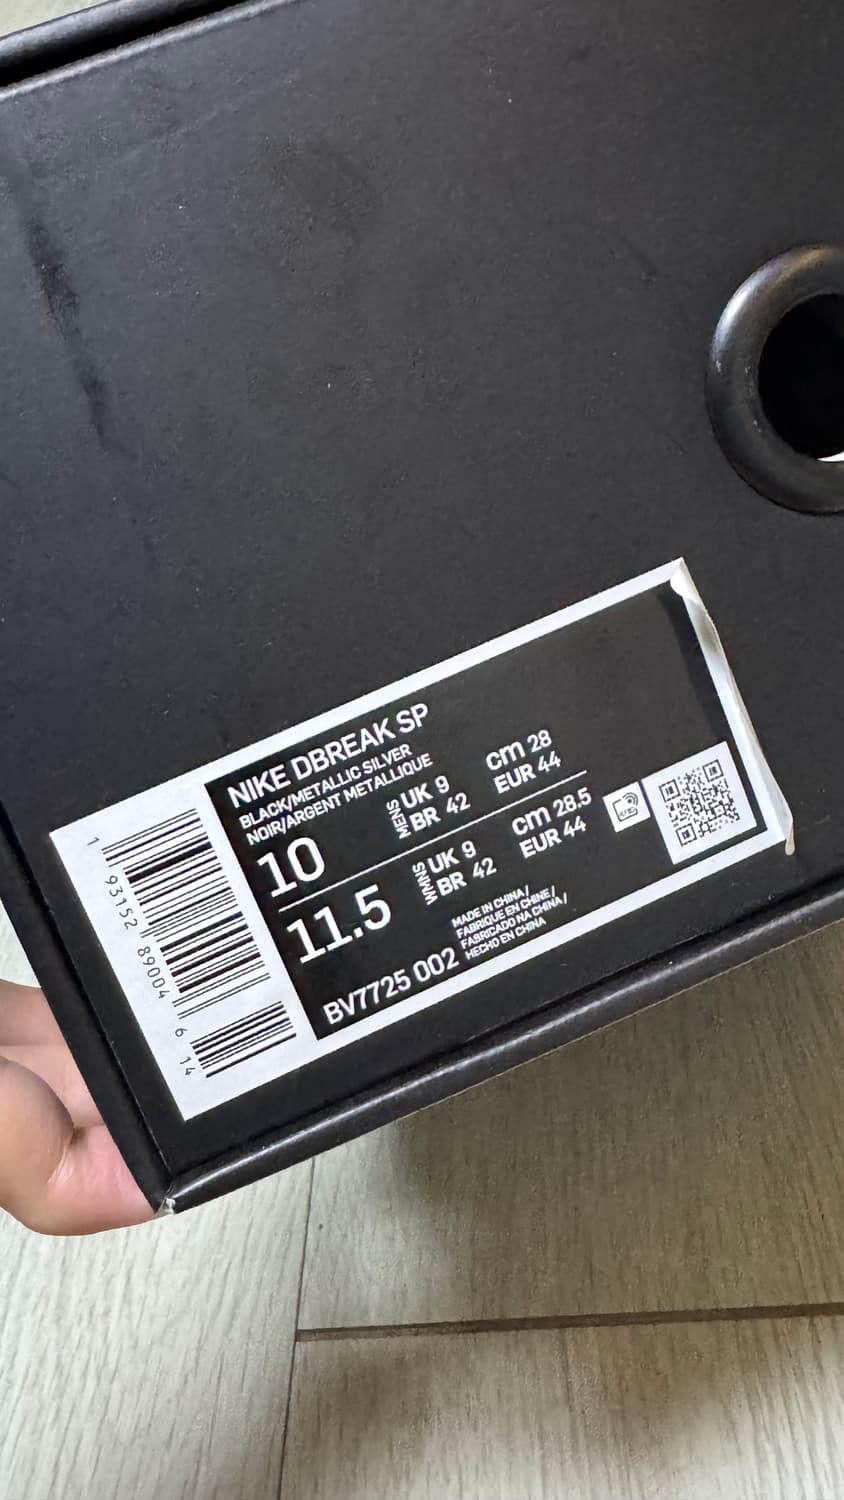 NIKE DBREAK SP
BLACK/METALLIC SILVER
NOIR/ARGENT METALLIQUE
10 MENS UK 9 cm 28
BR 42 EUR 44
11.5 WMNS UK 9 cm 28.5
BR 42 EUR 44
BV7725 002
MADE IN CHINA/
FABRIQUE EN CHINE/
FABRICADO NA CHINA/
HECHO EN CHINA
1 93152 89004 6 14